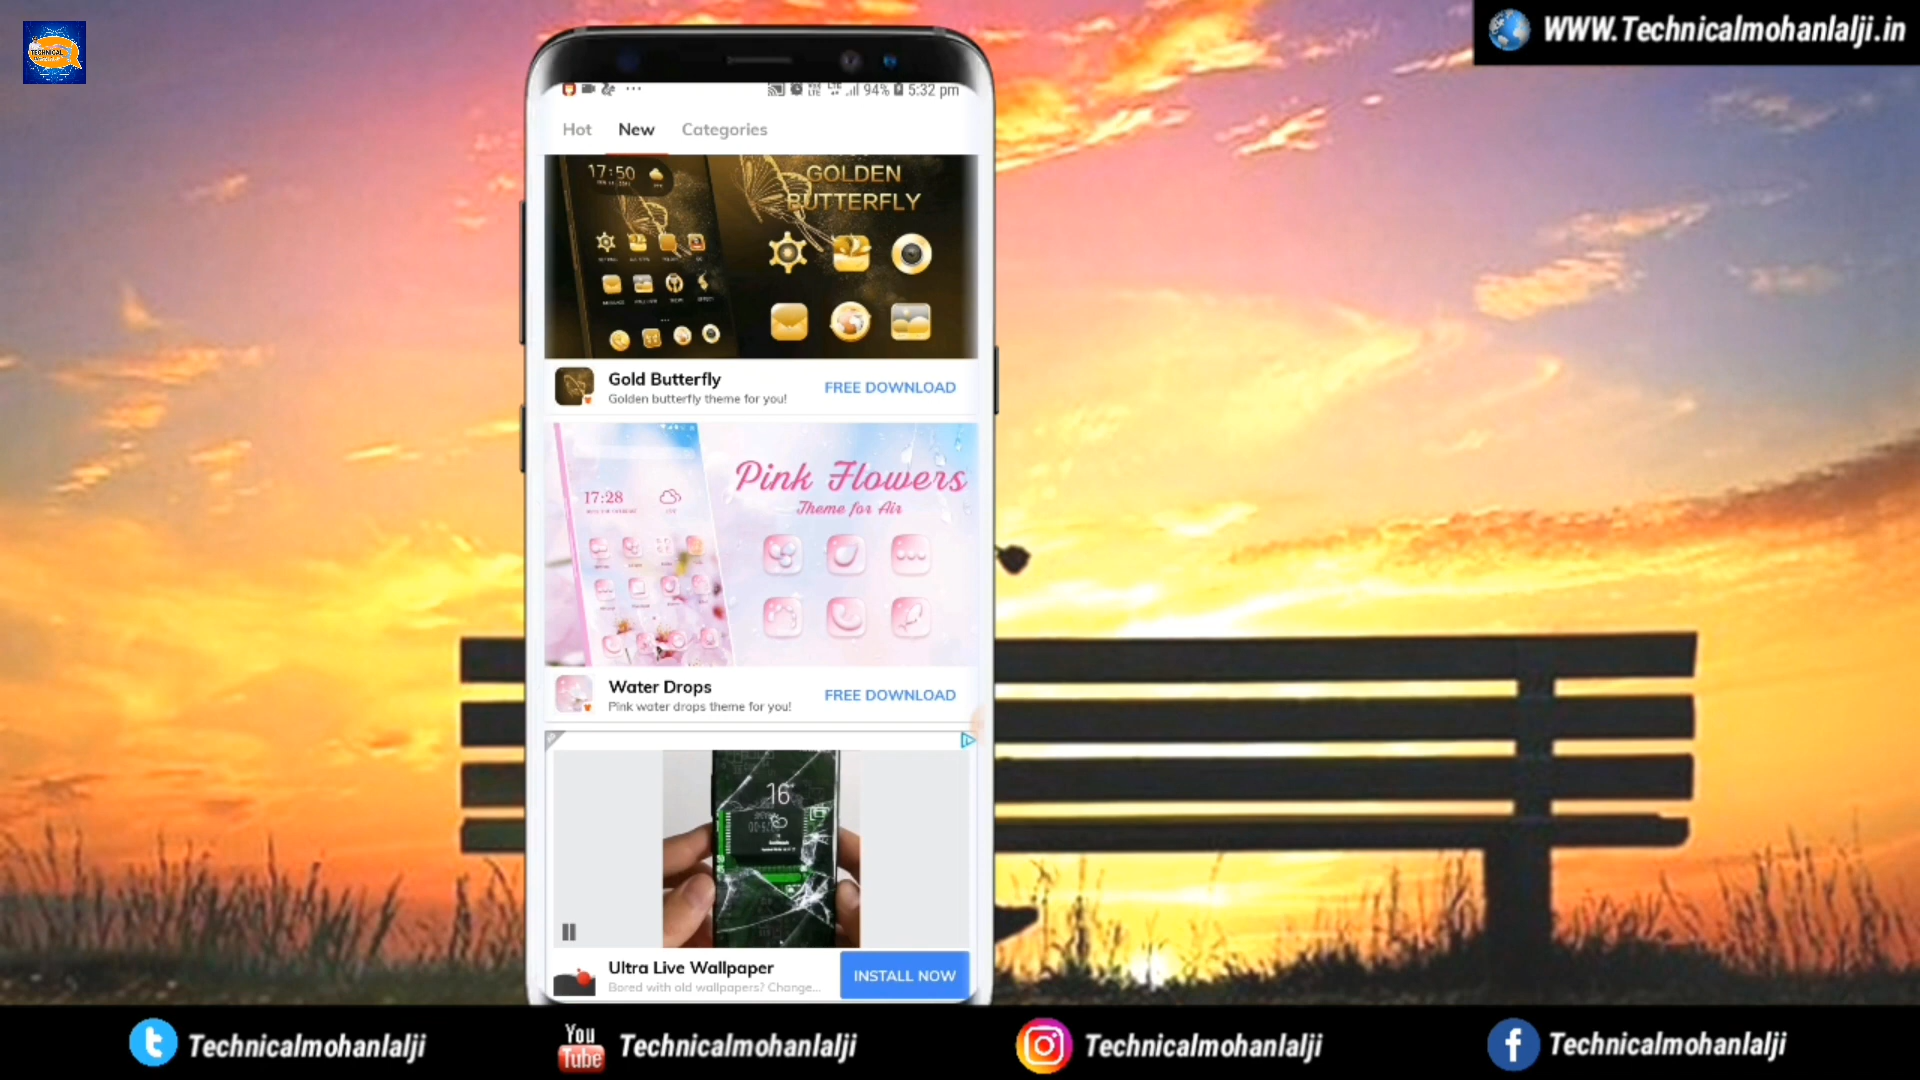 TECHNICAL
WWW.Technicalmohanlalji.in
94% 5:32 pm
Hot New Categories
17:50
GOLDEN
BUTTERFLY
Gold Butterfly
Golden butterfly theme for you!
FREE DOWNLOAD
17:28
Pink Flowers
Theme for Air
Water Drops
Pink water drops theme for you!
FREE DOWNLOAD
16
Ultra Live Wallpaper
Bored with old wallpapers? Change...
INSTALL NOW
Technicalmohanlalji
You
Tube
Technicalmohanlalji
Technicalmohanlalji
Technicalmohanlalji